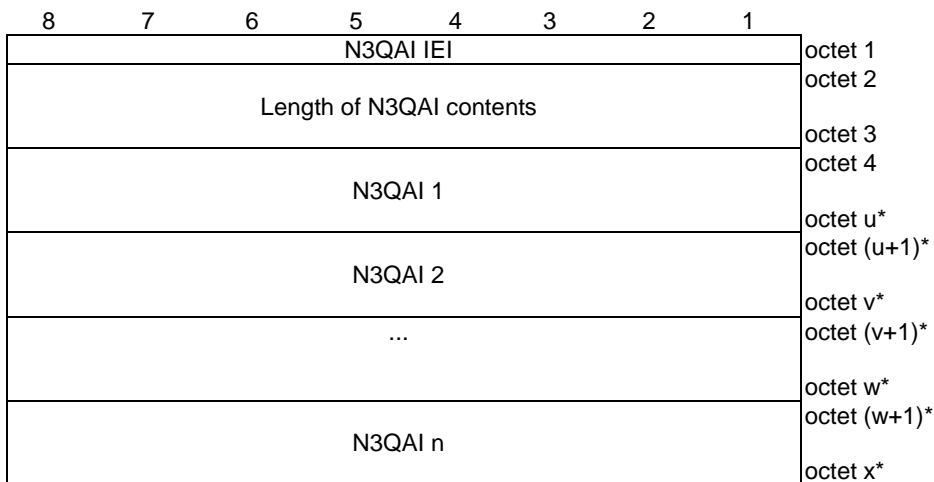 8 7 6 5 4 3 2 1
N3QAI IEI octet 1
octet 2
Length of N3QAI contents
octet 3
octet 4
N3QAI 1
octet u*
octet (u+1)*
N3QAI 2
octet v*
... octet (v+1)*
octet w*
octet (w+1)*
N3QAI n
octet x*